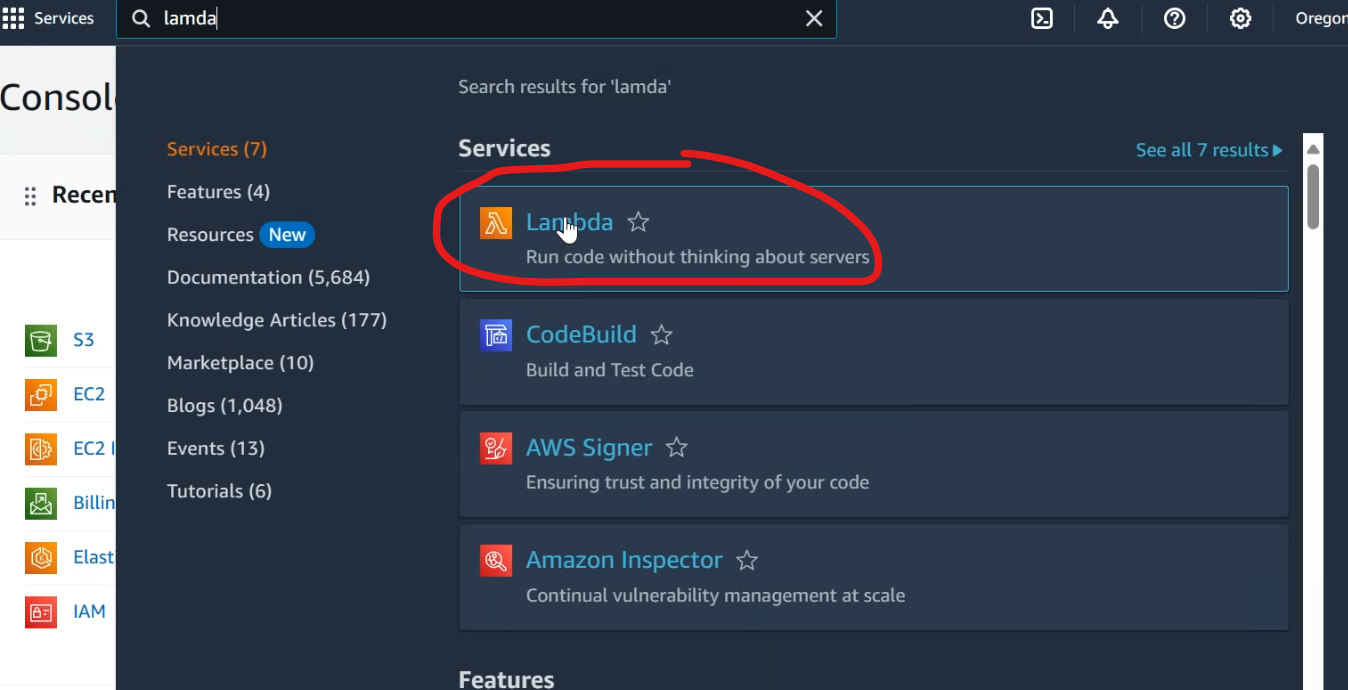 Services
lamda
Oregon
Consol
Recen
S3
EC2
EC2 I
Billin
Elasti
IAM
Search results for 'lamda'
Services (7)
Features (4)
Resources New
Documentation (5,684)
Knowledge Articles (177)
Marketplace (10)
Blogs (1,048)
Events (13)
Tutorials (6)
Services
See all 7 results
Lambda
Run code without thinking about servers
CodeBuild
Build and Test Code
AWS Signer
Ensuring trust and integrity of your code
Amazon Inspector
Continual vulnerability management at scale
Features